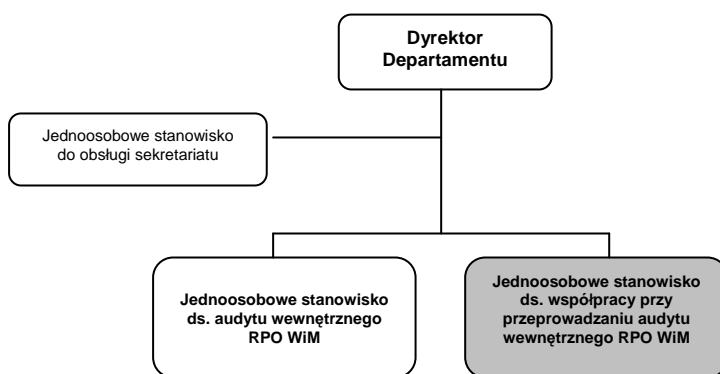 Dyrektor
Departamentu
Jednoosobowe stanowisko
do obsługi sekretariatu
Jednoosobowe stanowisko
ds. audytu wewnętrznego
RPO WiM
Jednoosobowe stanowisko
ds. współpracy przy
przeprowadzaniu audytu
wewnętrznego RPO WiM